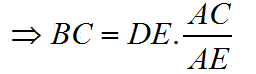 ⇒ BC = DE. AC/AE